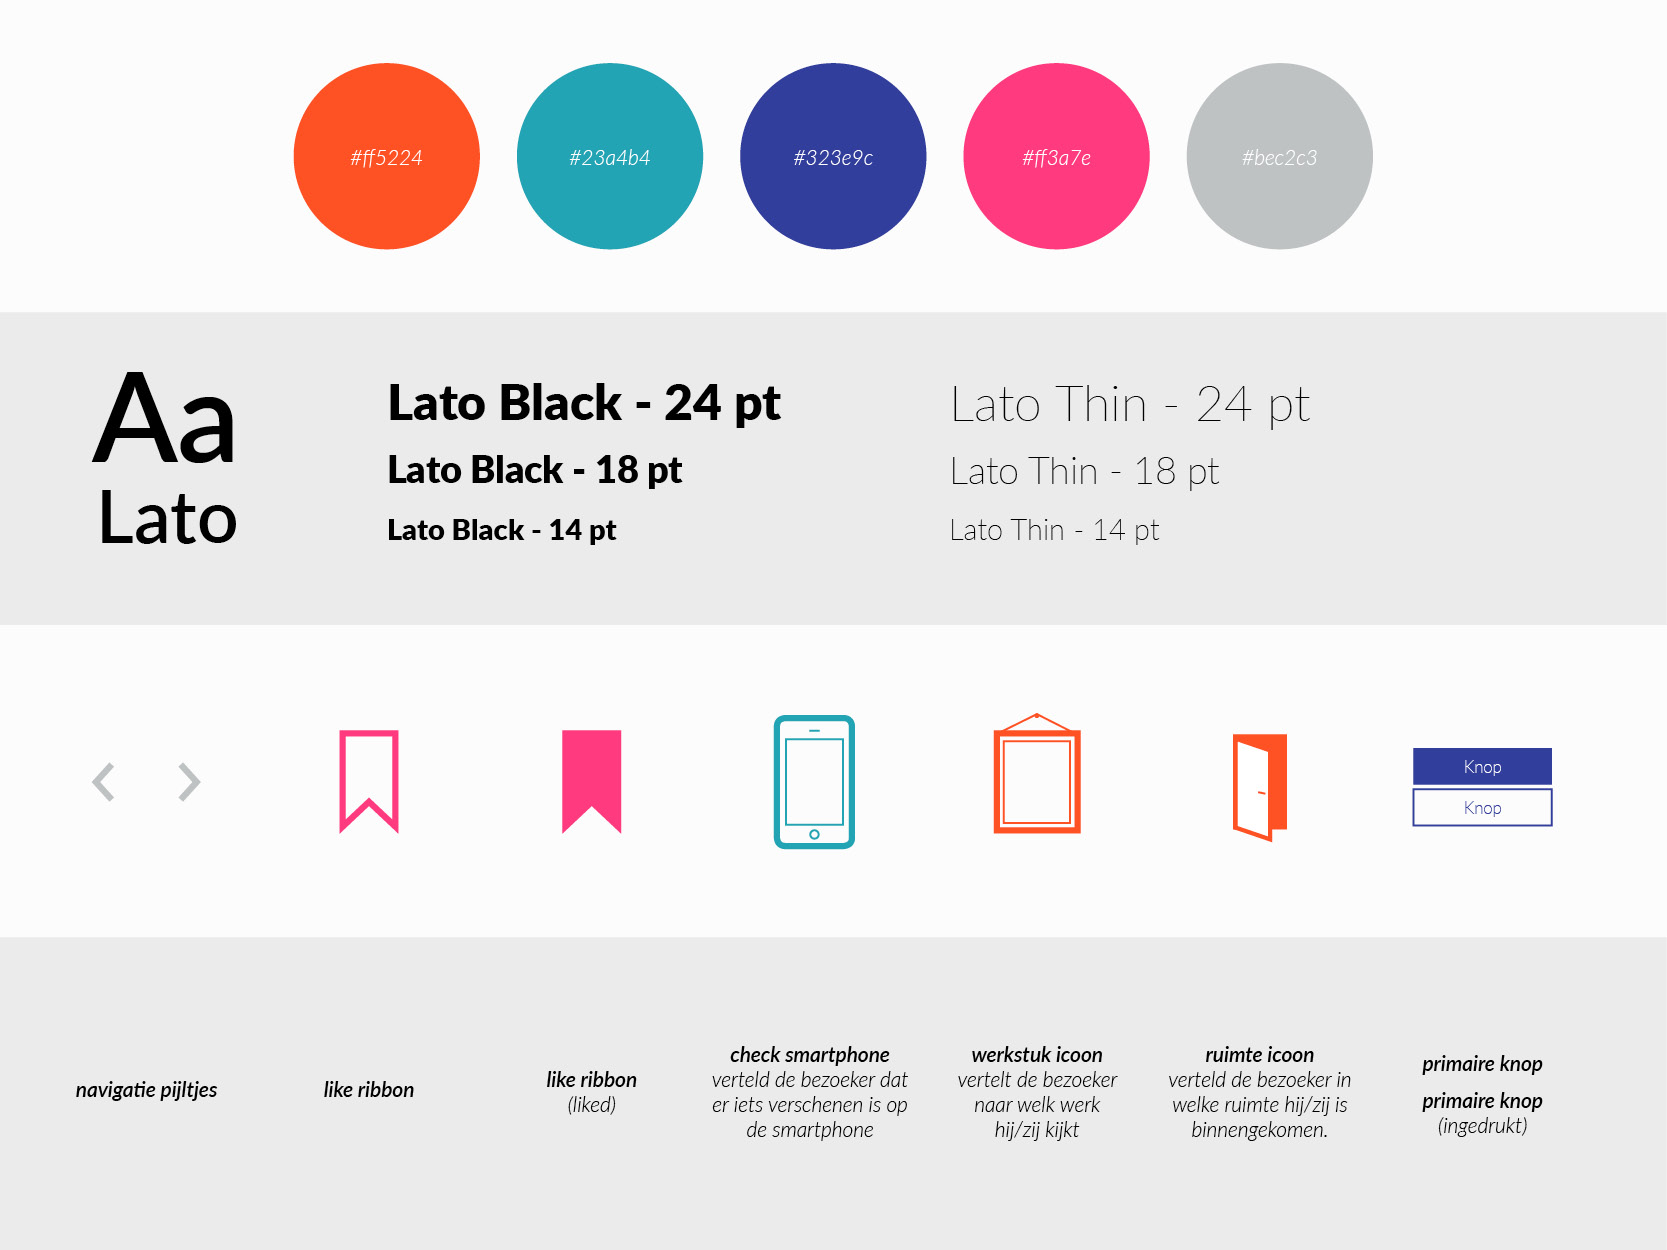 #ff5224
#23a4b4
#323e9c
#ff3a7e
#bec2c3
Aa
Lato
Lato Black - 24 pt
Lato Black - 18 pt
Lato Black - 14 pt
Lato Thin - 24 pt
Lato Thin - 18 pt
Lato Thin - 14 pt
Knop
Knop
navigatie pijltjes
like ribbon
like ribbon
(liked)
check smartphone
verteld de bezoeker dat
er iets verschenen is op
de smartphone
werkstuk icoon
vertelt de bezoeker
naar welk werk
hij/zij kijkt
ruimte icoon
verteld de bezoeker in
welke ruimte hij/zij is
binnengekomen.
primaire knop
primaire knop
(ingedrukt)